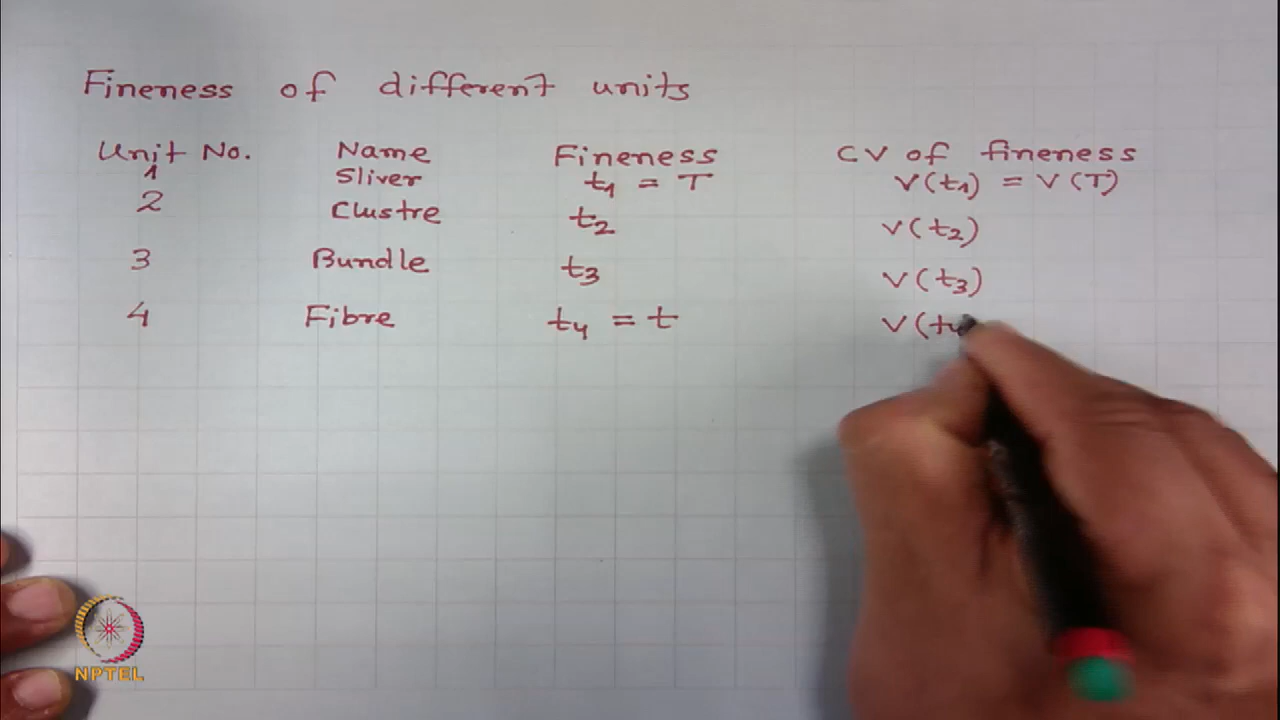 Fineness of different units
Unit No. Name Fineness CV of fineness
1 Sliver t1 = T V(t1) = V(T)
2 Clustre t2 V(t2)
3 Bundle t3 V(t3)
4 Fibre t4 = t V(t4
NPTEL